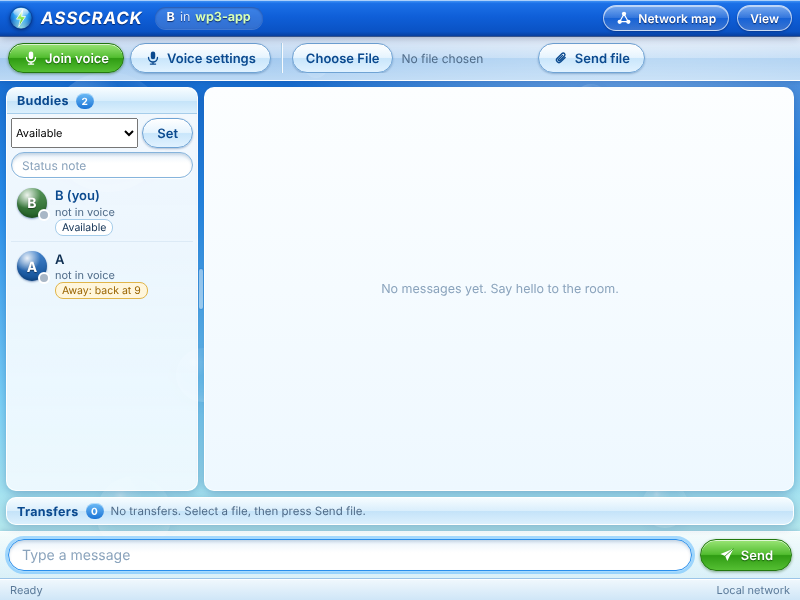 ASSCRACK B in wp3-app Network map View
Join voice Voice settings Choose File No file chosen Send file
Buddies 2
Available Set
Status note
B B (you)
not in voice
Available
A A
not in voice
Away: back at 9
No messages yet. Say hello to the room.
Transfers 0 No transfers. Select a file, then press Send file.
Type a message Send
Ready Local network